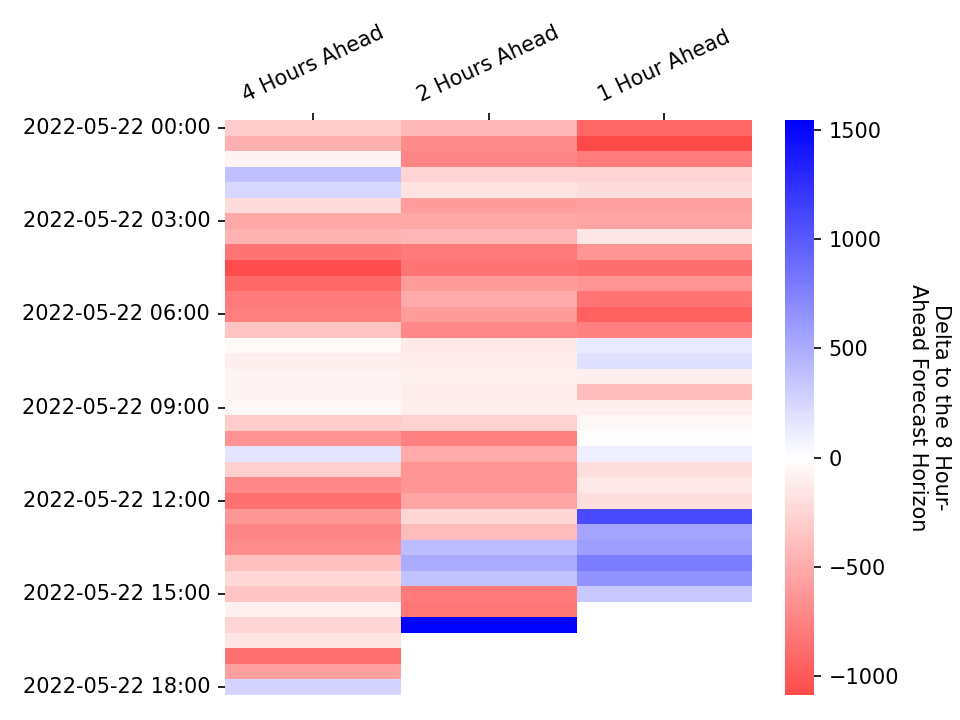 4 Hours Ahead
2 Hours Ahead
1 Hour Ahead
2022-05-22 00:00
2022-05-22 03:00
2022-05-22 06:00
2022-05-22 09:00
2022-05-22 12:00
2022-05-22 15:00
2022-05-22 18:00
1500
1000
500
0
−500
−1000
Delta to the 8 Hour-
Ahead Forecast Horizon